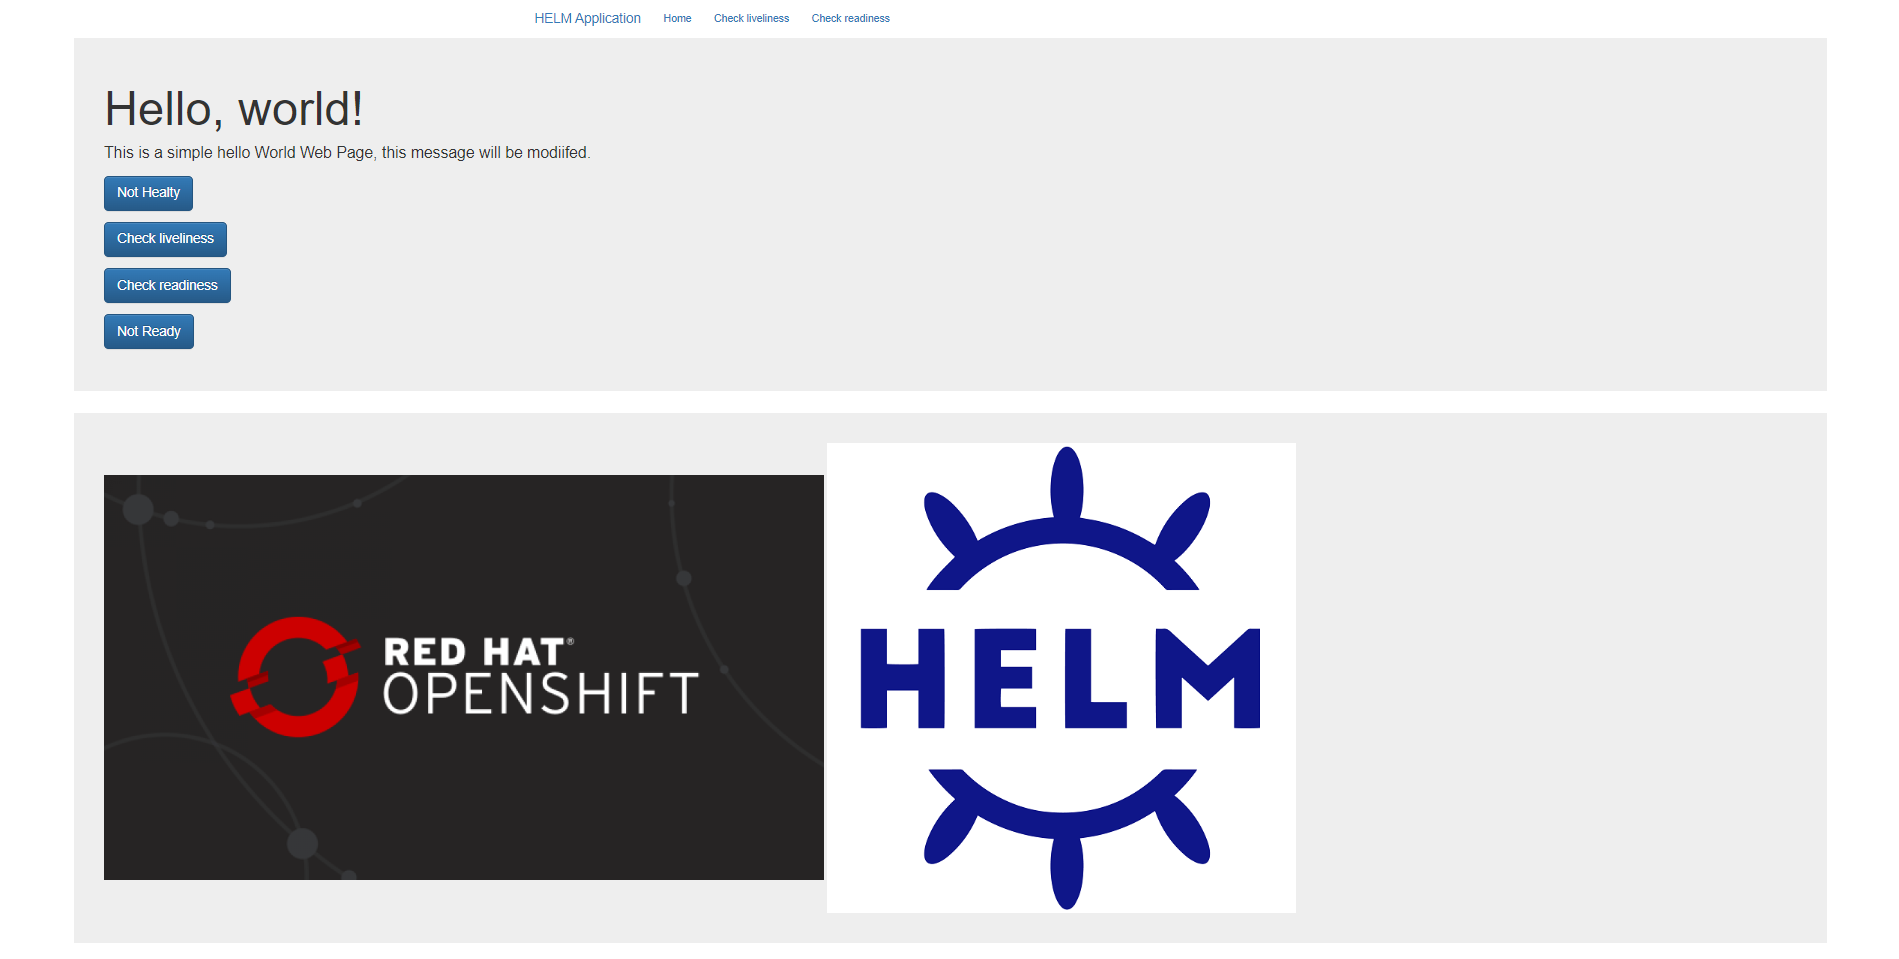 HELM Application Home Check liveliness Check readiness
Hello, world!
This is a simple hello World Web Page, this message will be modiifed.
Not Healty
Check liveliness
Check readiness
Not Ready
RED HAT®
OPENSHIFT
HELM